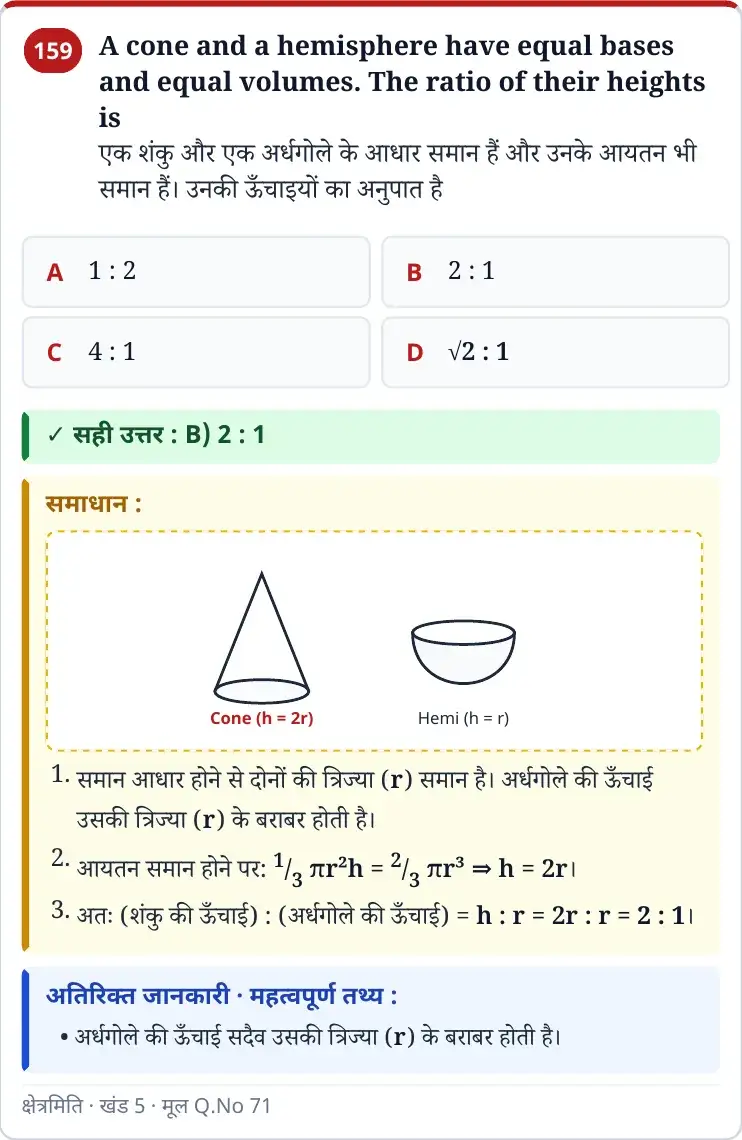 159
A cone and a hemisphere have equal bases
and equal volumes. The ratio of their heights
is
एक शंकु और एक अर्धगोले के आधार समान हैं और उनके आयतन भी
समान हैं। उनकी ऊँचाइयों का अनुपात है
A 1 : 2
B 2 : 1
C 4 : 1
D √2 : 1
✓ सही उत्तर : B) 2 : 1
समाधान :
Cone (h = 2r)
Hemi (h = r)
1. समान आधार होने से दोनों की त्रिज्या (r) समान है। अर्धगोले की ऊँचाई
उसकी त्रिज्या (r) के बराबर होती है।
2. आयतन समान होने पर: ¹/₃ πr²h = ²/₃ πr³ ⇒ h = 2r।
3. अतः (शंकु की ऊँचाई) : (अर्धगोले की ऊँचाई) = h : r = 2r : r = 2 : 1।
अतिरिक्त जानकारी · महत्वपूर्ण तथ्य :
• अर्धगोले की ऊँचाई सदैव उसकी त्रिज्या (r) के बराबर होती है।
क्षेत्रमिति · खंड 5 · मूल Q.No 71